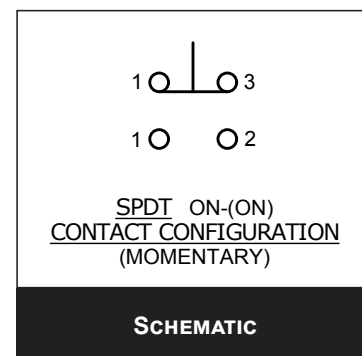 1 3
1 2
SPDT ON-(ON)
CONTACT CONFIGURATION
(MOMENTARY)
SCHEMATIC